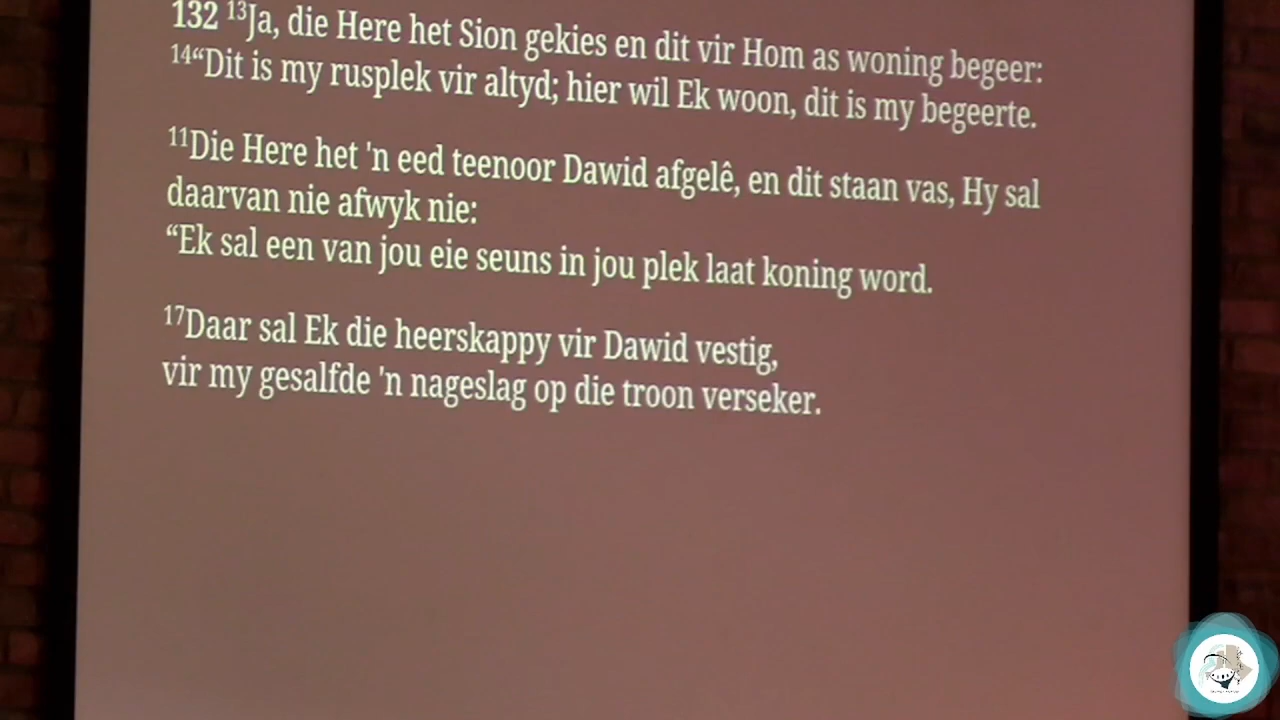 132 ¹³Ja, die Here het Sion gekies en dit vir Hom as woning begeer:
¹⁴“Dit is my rusplek vir altyd; hier wil Ek woon, dit is my begeerte.
¹¹Die Here het 'n eed teenoor Dawid afgelê, en dit staan vas, Hy sal
daarvan nie afwyk nie:
“Ek sal een van jou eie seuns in jou plek laat koning word.
¹⁷Daar sal Ek die heerskappy vir Dawid vestig,
vir my gesalfde 'n nageslag op die troon verseker.